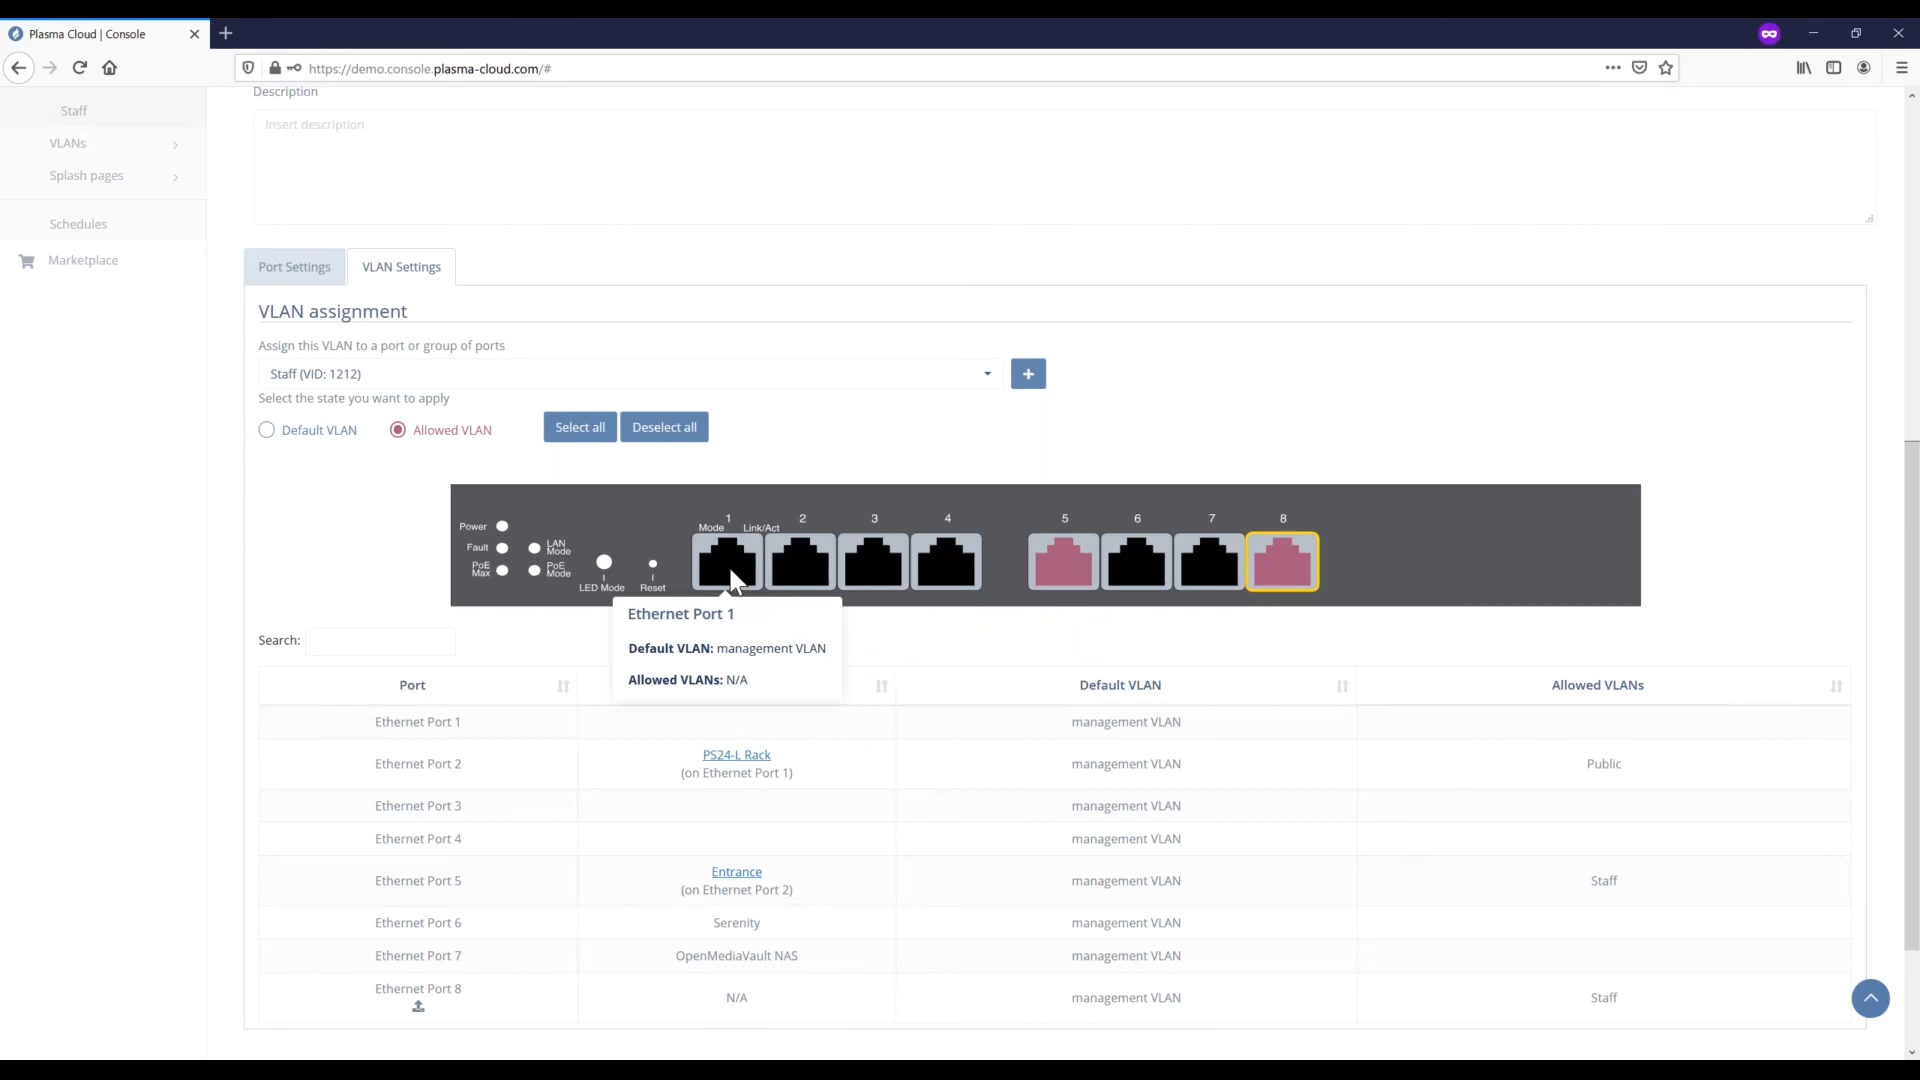 Plasma Cloud | Console
https://demo.console.plasma-cloud.com/#
Staff
VLANs
Splash pages
Schedules
Marketplace
Description
Insert description
Port Settings
VLAN Settings
VLAN assignment
Assign this VLAN to a port or group of ports
Staff (VID: 1212)
+
Select the state you want to apply
Default VLAN
Allowed VLAN
Select all
Deselect all
Power
Fault
PoE
Max
LAN
Mode
PoE
Mode
LED Mode
Reset
1 2 3 4 5 6 7 8
Mode Link/Act
Ethernet Port 1
Default VLAN: management VLAN
Allowed VLANs: N/A
Search:
Port Default VLAN Allowed VLANs
Ethernet Port 1 management VLAN
Ethernet Port 2 PS24-L Rack
(on Ethernet Port 1) management VLAN Public
Ethernet Port 3 management VLAN
Ethernet Port 4 management VLAN
Ethernet Port 5 Entrance
(on Ethernet Port 2) management VLAN Staff
Ethernet Port 6 Serenity management VLAN
Ethernet Port 7 OpenMediaVault NAS management VLAN
Ethernet Port 8 N/A management VLAN Staff